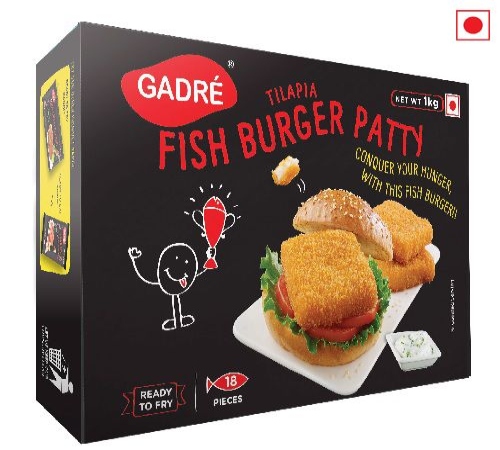 GADRÉ®
TILAPIA
FISH BURGER PATTY
NET WT 1kg
CONQUER YOUR HUNGER,
WITH THIS FISH BURGER!!
READY
TO FRY
18
PIECES